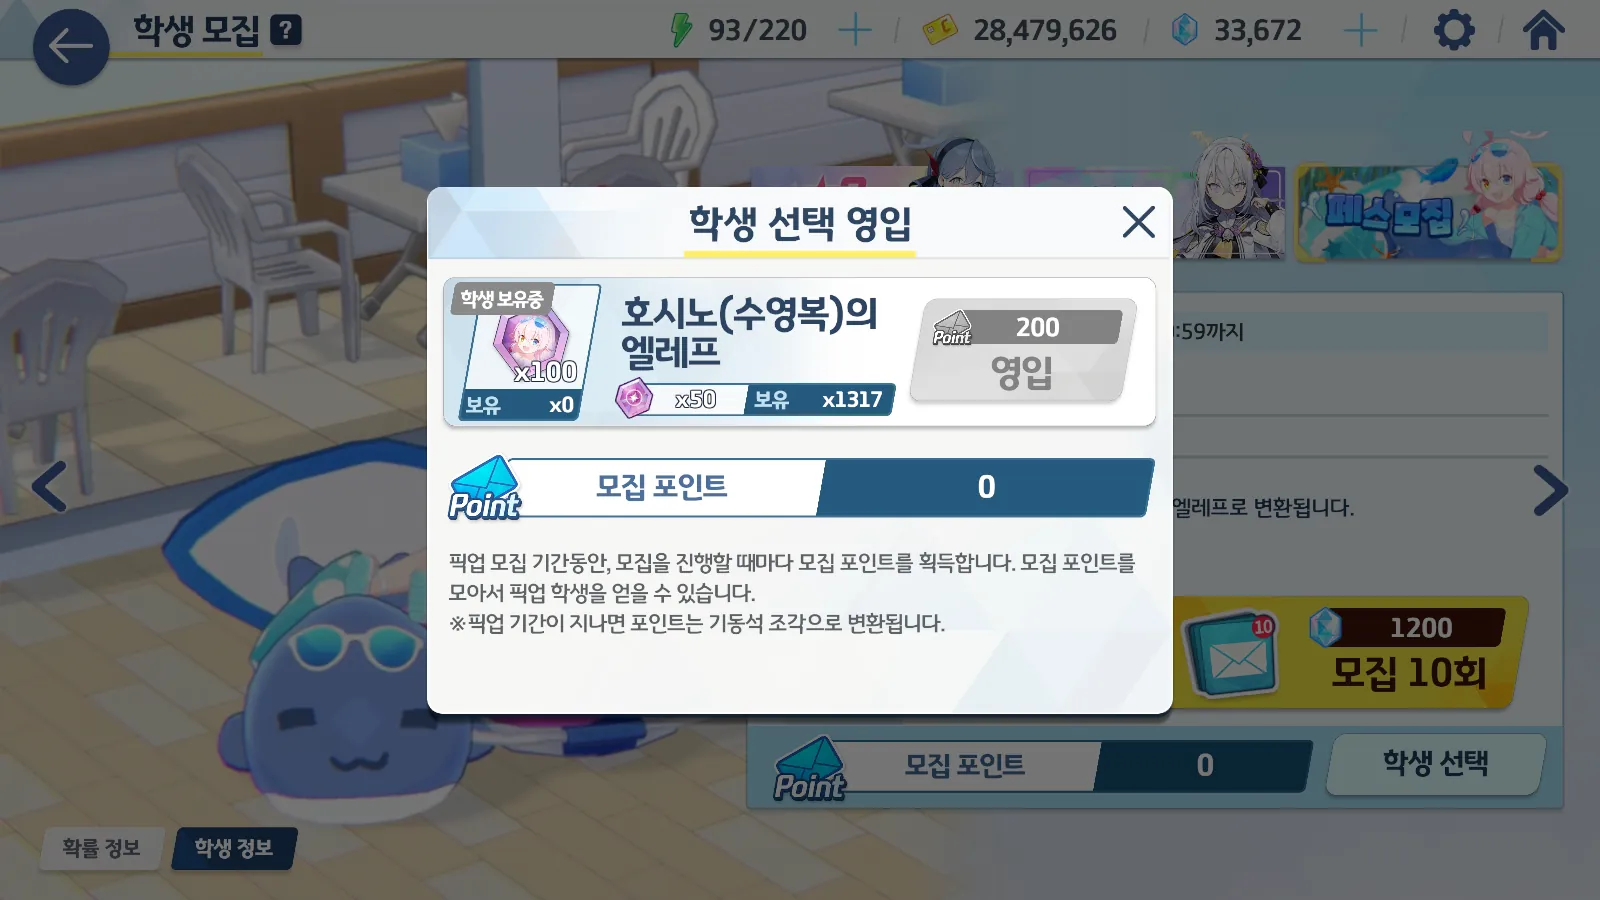 학생 모집 ?
93/220
28,479,626
33,672
페스모집
학생 선택 영입
학생 보유중
x100
보유 x0
호시노(수영복)의
엘레프
x50 보유 x1317
Point 200
영입
:59까지
Point 모집 포인트 0
엘레프로 변환됩니다.
픽업 모집 기간동안, 모집을 진행할 때마다 모집 포인트를 획득합니다. 모집 포인트를
모아서 픽업 학생을 얻을 수 있습니다.
※픽업 기간이 지나면 포인트는 기동석 조각으로 변환됩니다.
10
1200
모집 10회
Point 모집 포인트 0
학생 선택
확률 정보
학생 정보